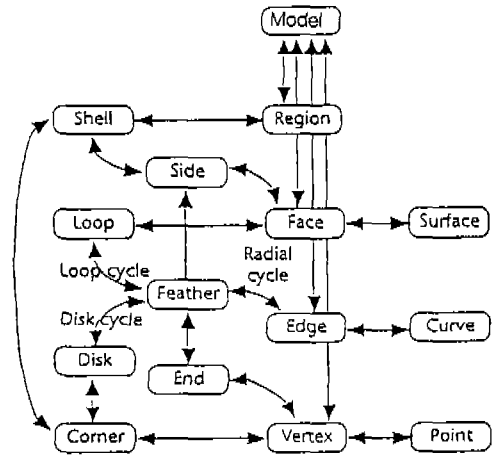 Model
Shell
Region
Side
Loop
Face
Surface
Loop cycle
Radial
cycle
Feather
Disk cycle
Edge
Curve
Disk
End
Corner
Vertex
Point